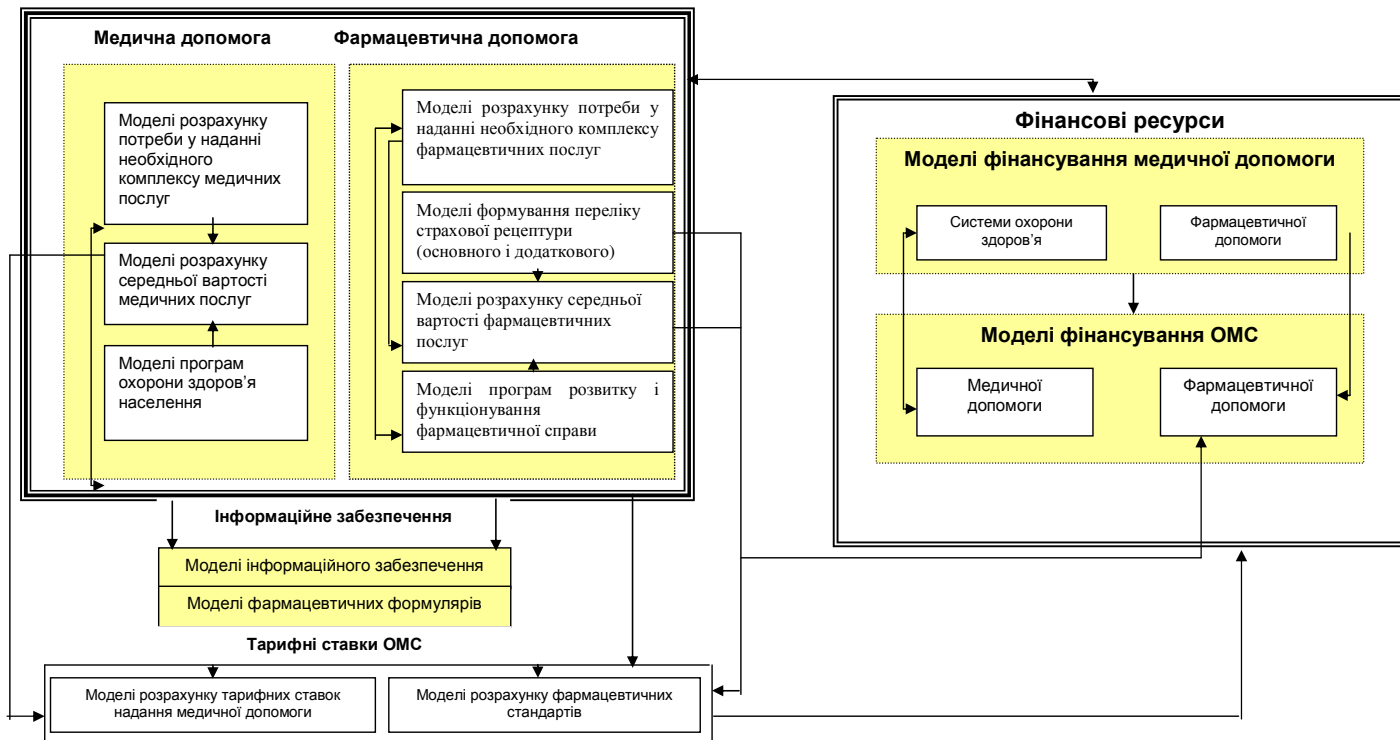 Медична допомога
Фармацевтична допомога
Моделі розрахунку
потреби у наданні
необхідного
комплексу медичних
послуг
Моделі розрахунку
середньої вартості
медичних послуг
Моделі програм
охорони здоров'я
населення
Моделі розрахунку потреби у
наданні необхідного комплексу
фармацевтичних послуг
Моделі формування переліку
страхової рецептури
(основного і додаткового)
Моделі розрахунку середньої
вартості фармацевтичних
послуг
Моделі програм розвитку і
функціонування
фармацевтичної справи
Фінансові ресурси
Моделі фінансування медичної допомоги
Системи охорони
здоров'я
Фармацевтичної
допомоги
Моделі фінансування ОМС
Медичної
допомоги
Фармацевтичної
допомоги
Інформаційне забезпечення
Моделі інформаційного забезпечення
Моделі фармацевтичних формулярів
Тарифні ставки ОМС
Моделі розрахунку тарифних ставок
надання медичної допомоги
Моделі розрахунку фармацевтичних
стандартів